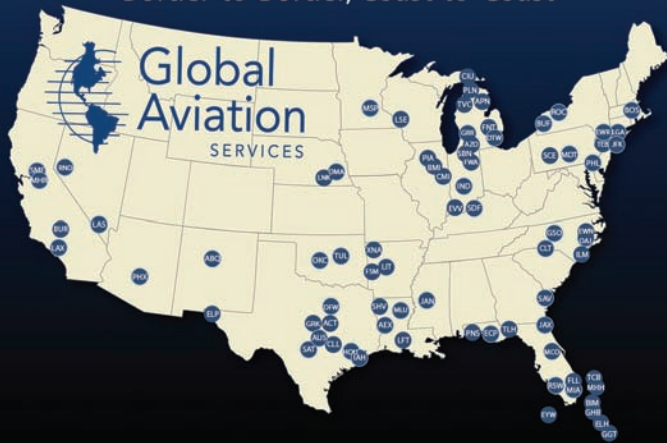 Global
Aviation
SERVICES
CIU
PLN
TVC APN
MSP
LSE
GRR
FNT
DTW
AZO
SBN
FWA
BUF
ROC
BOS
EWR LGA
TEB JFK
SCE
MDT
PHL
PIA
BMI
CMI
IND
EVV SDF
OMA
LNK
SMF
MHR
RNO
BUR
LAX
LAS
PHX
ABQ
ELP
OKC TUL
XNA
FSM LIT
GSO
CLT
EWN
OAJ
ILM
DFW
GRK ACT
AUS
SAT
CLL
HOU
IAH
SHV MLU
AEX
LFT
JAN
SAV
JAX
PNS ECP TLH
MCO
RSW
FLL
MIA
EYW
TCB
MHH
BIM
GHB
ELH
GGT